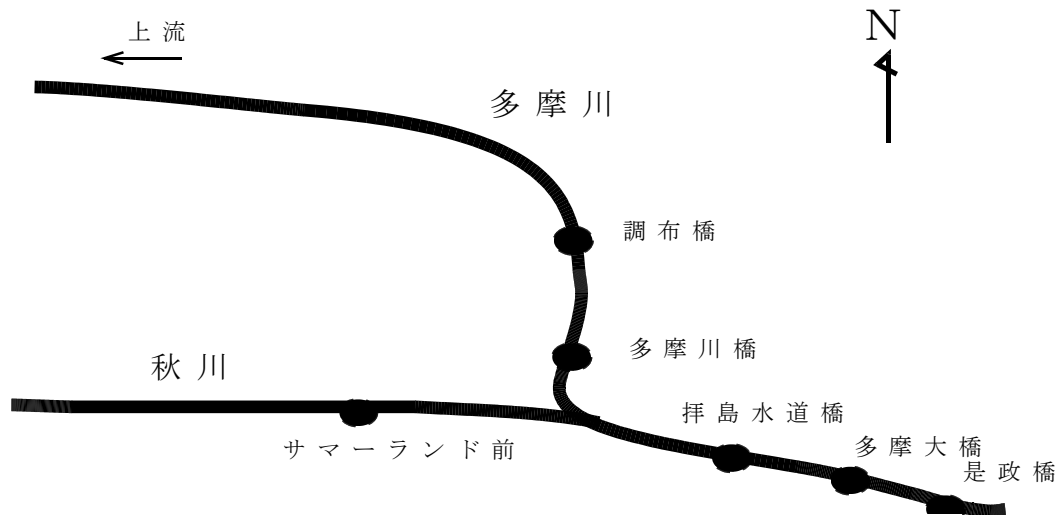 上流
N
多摩川
調布橋
多摩川橋
秋川
拝島水道橋
サマーランド前
多摩大橋
是政橋